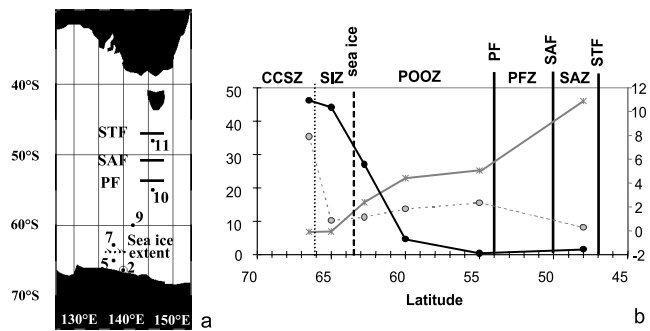 40°S
STF
11
50°S
SAF
PF
10
60°S
9
7
Sea ice
extent
5
2
70°S
130°E 140°E 150°E
a
CCSZ SIZ sea ice POOZ PF PFZ SAF SAZ STF
50 12
40 10
30 8
20 6
10 4
0 2
0
-2
70 65 60 55 50 45
Latitude
b